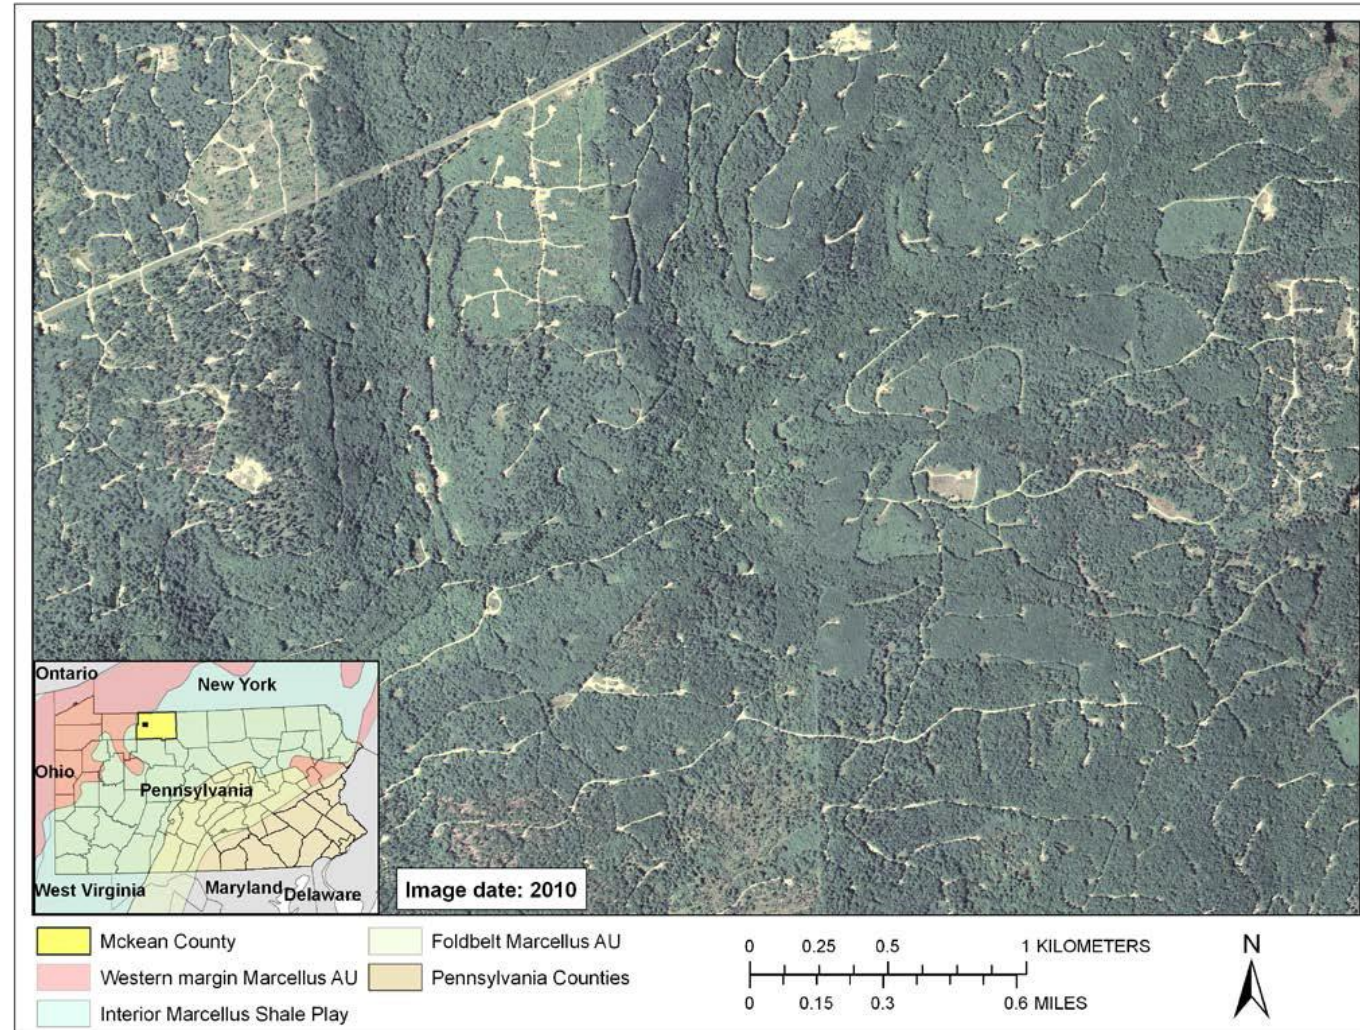 Ontario
New York
Ohio
Pennsylvania
West Virginia
Maryland
Delaware
Image date: 2010
Mckean County
Western margin Marcellus AU
Interior Marcellus Shale Play
Foldbelt Marcellus AU
Pennsylvania Counties
0 0.25 0.5 1 KILOMETERS
0 0.15 0.3 0.6 MILES
N